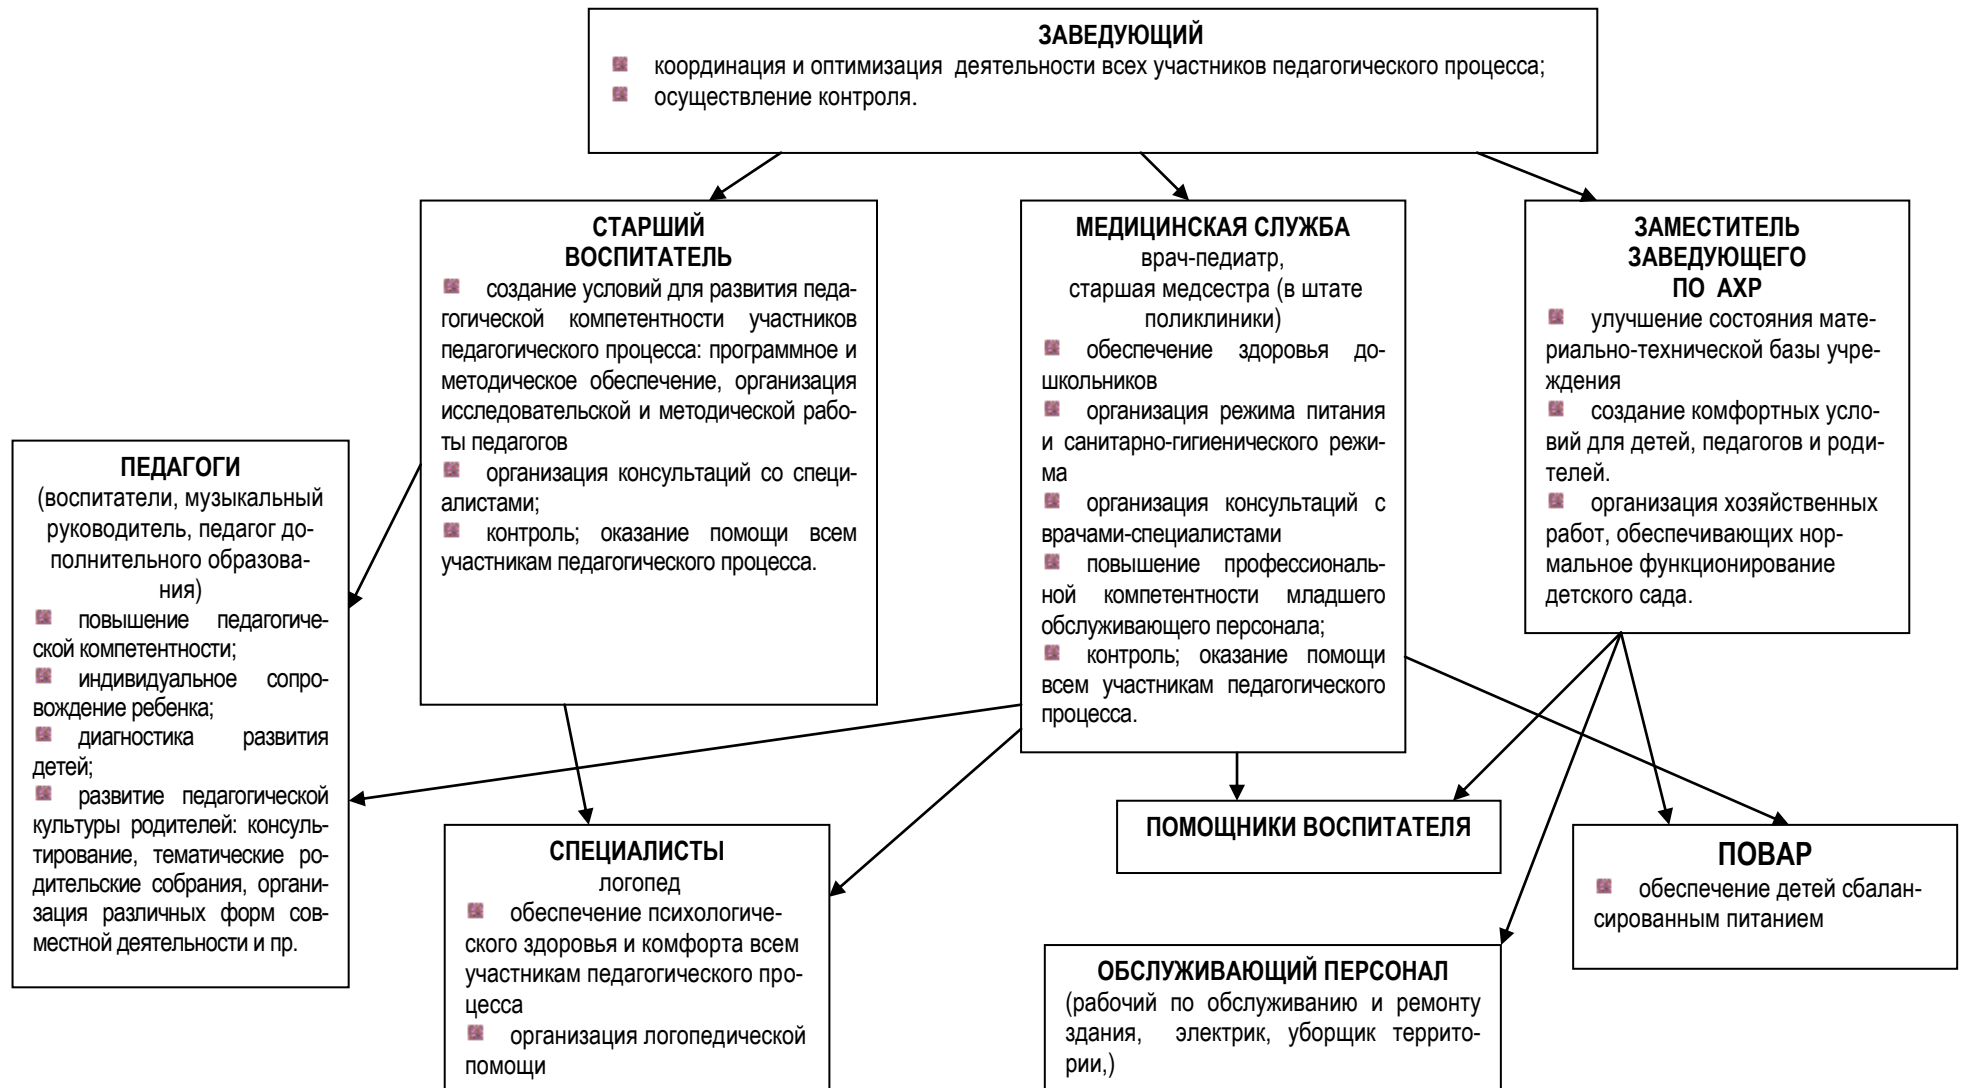 ЗАВЕДУЮЩИЙ
координация и оптимизация деятельности всех участников педагогического процесса;
осуществление контроля.
СТАРШИЙ
ВОСПИТАТЕЛЬ
создание условий для развития педа-
гогической компетентности участников
педагогического процесса: программное и
методическое обеспечение, организация
исследовательской и методической рабо-
ты педагогов
организация консультаций со специ-
алистами;
контроль; оказание помощи всем
участникам педагогического процесса.
МЕДИЦИНСКАЯ СЛУЖБА
врач-педиатр,
старшая медсестра (в штате
поликлиники)
обеспечение здоровья до-
школьников
организация режима питания
и санитарно-гигиенического режи-
ма
организация консультаций с
врачами-специалистами
повышение профессиональ-
ной компетентности младшего
обслуживающего персонала;
контроль; оказание помощи
всем участникам педагогического
процесса.
ЗАМЕСТИТЕЛЬ
ЗАВЕДУЮЩЕГО
ПО АХР
улучшение состояния мате-
риально-технической базы учре-
ждения
создание комфортных усло-
вий для детей, педагогов и роди-
телей.
организация хозяйственных
работ, обеспечивающих нор-
мальное функционирование
детского сада.
ПЕДАГОГИ
(воспитатели, музыкальный
руководитель, педагог до-
полнительного образова-
ния)
повышение педагогиче-
ской компетентности;
индивидуальное сопро-
вождение ребенка;
диагностика развития
детей;
развитие педагогической
культуры родителей: консуль-
тирование, тематические ро-
дительские собрания, органи-
зация различных форм сов-
местной деятельности и пр.
СПЕЦИАЛИСТЫ
логопед
обеспечение психологиче-
ского здоровья и комфорта всем
участникам педагогического про-
цесса
организация логопедической
помощи
ПОМОЩНИКИ ВОСПИТАТЕЛЯ
ПОВАР
обеспечение детей сбалан-
сированным питанием
ОБСЛУЖИВАЮЩИЙ ПЕРСОНАЛ
(рабочий по обслуживанию и ремонту
здания, электрик, уборщик террито-
рии,)